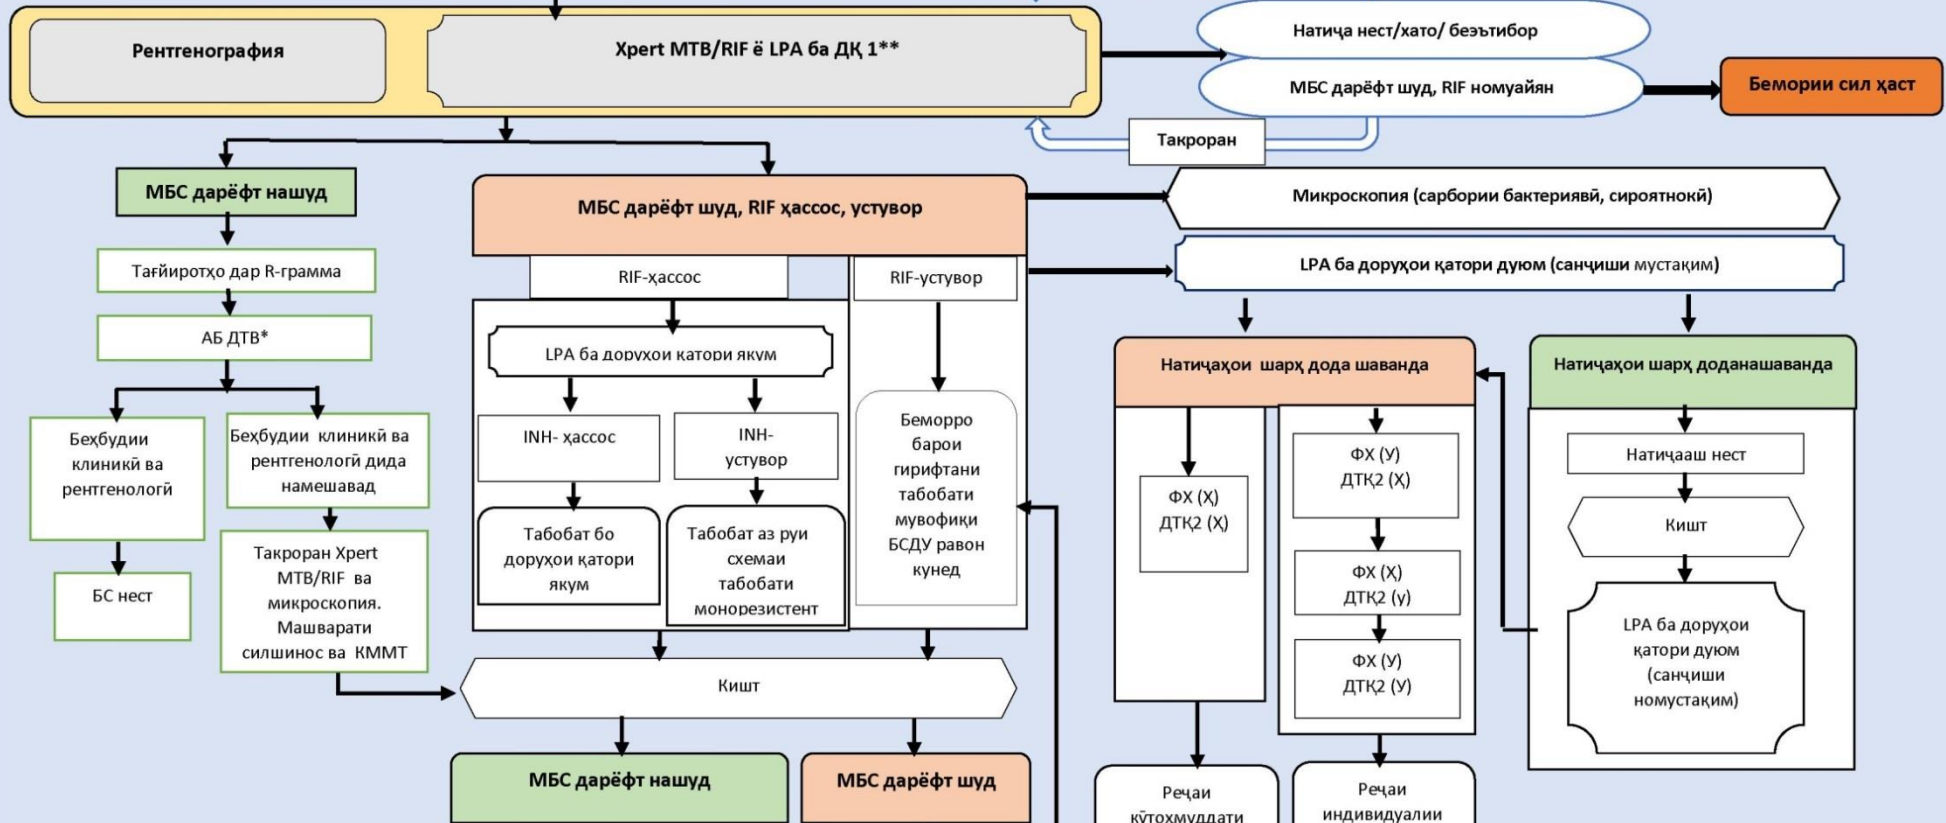 Рентгенография
Xpert MTB/RIF ё LPA ба ДҚ 1**
Натиҷа нест/хато/ беэътибор
МБС дарёфт шуд, RIF номуайян
Бемории сил ҳаст
Такроран
МБС дарёфт нашуд
МБС дарёфт шуд, RIF ҳассос, устувор
Микроскопия (сарбории бактериявӣ, сироятнокӣ)
LPA ба доруҳои қатори дуюм (санҷиши мустақим)
Тағйиротҳо дар R-грамма
АБ ДТВ*
Беҳбудии
клиникӣ ва
рентгенологӣ
БС нест
Беҳбудии клиникӣ ва
рентгенологӣ дида
намешавад
Такроран Xpert
MTB/RIF ва
микроскопия.
Машварати
силшинос ва КММТ
RIF-ҳассос
LPA ба доруҳои қатори якум
INH- ҳассос
Табобат бо
доруҳои қатори
якум
INH-
устувор
Табобат аз руи
схемаи
табобати
монорезистент
RIF-устувор
Беморро
барои
гирифтани
табобати
мувофиқи
БСДУ равон
кунед
Кишт
МБС дарёфт нашуд
МБС дарёфт шуд
Натиҷаҳои шарҳ дода шаванда
ФХ (Ҳ)
ДТҚ2 (Ҳ)
Реҷаи
кӯтоҳмуддати
ФХ (У)
ДТҚ2 (Ҳ)
ФХ (Ҳ)
ДТҚ2 (у)
ФХ (У)
ДТҚ2 (У)
Реҷаи
индивидуалии
Натиҷаҳои шарҳ доданашаванда
Натиҷааш нест
Кишт
LPA ба доруҳои
қатори дуюм
(санҷиши
номустақим)